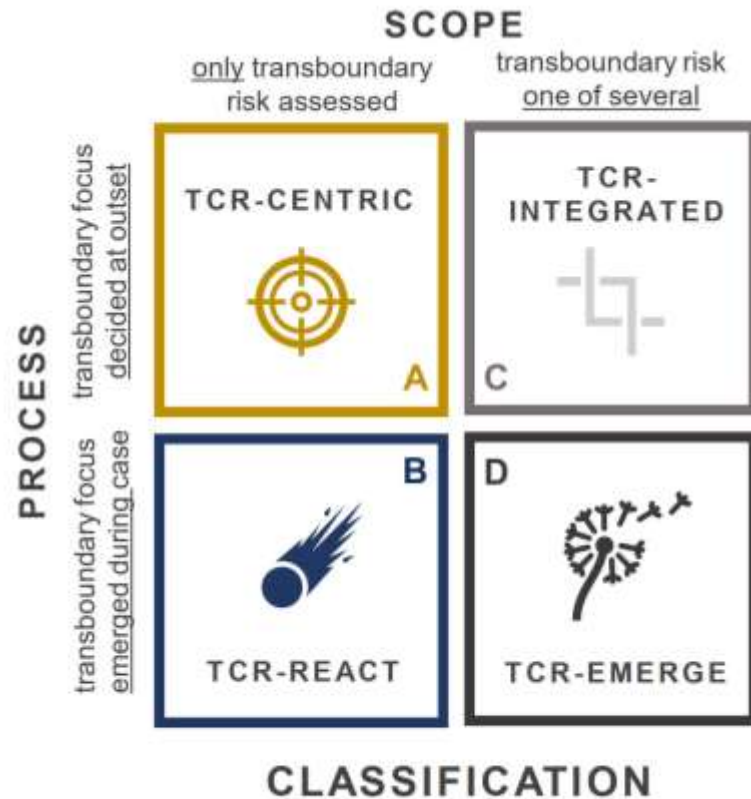 SCOPE
only transboundary
risk assessed
transboundary risk
one of several
PROCESS
transboundary focus
decided at outset
TCR-CENTRIC
A
TCR-
INTEGRATED
C
transboundary focus
emerged during case
B
TCR-REACT
D
TCR-EMERGE
CLASSIFICATION